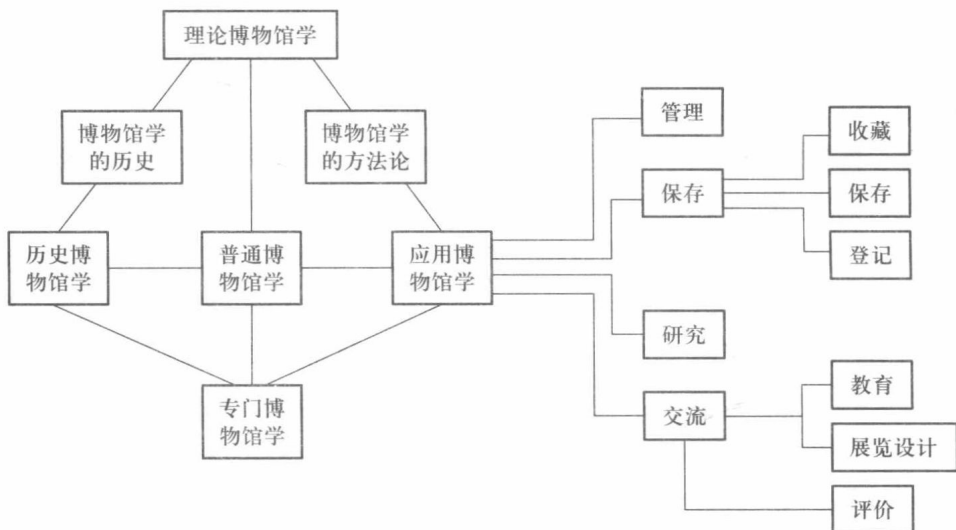 理论博物馆学
博物馆学
的历史
博物馆学
的方法论
历史博
物馆学
普通博
物馆学
应用博
物馆学
专门博
物馆学
管理
保存
研究
交流
收藏
保存
登记
教育
展览设计
评价